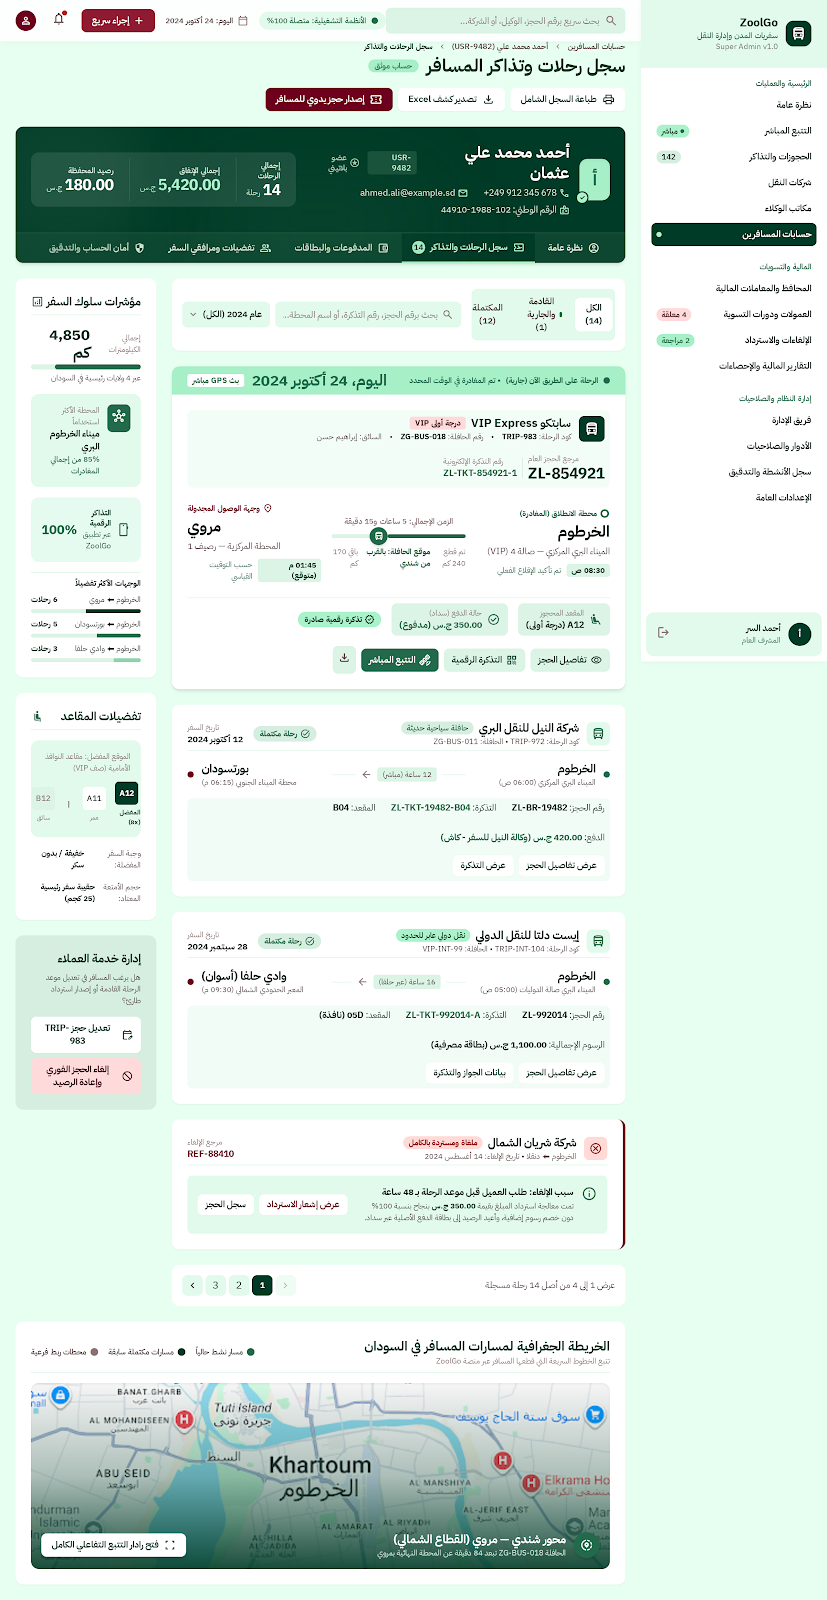 ZoolGo
سفريات المدن وإدارة النقل
Super Admin v1.0
الرئيسية والعمليات
نظرة عامة
التتبع المباشر
مباشر
الحجوزات والتذاكر
142
شركات النقل
مكاتب الوكلاء
حسابات المسافرين
المالية والتسويات
المحافظ والمعاملات المالية
العمولات ودورات التسوية
4 معلقة
الإلغاءات والاسترداد
2 مراجعة
التقارير المالية والإحصاءات
إدارة النظام والصلاحيات
فريق الإدارة
الأدوار والصلاحيات
سجل الأنشطة والتدقيق
الإعدادات العامة
أحمد السر
المشرف العام
أ
بحث سريع برقم الحجز، الوكيل، أو الشركة...
الأنظمة التشغيلية: متصلة 100%
اليوم: 24 أكتوبر 2024
إجراء سريع
حسابات المسافرين
أحمد محمد علي (USR-9482)
سجل الرحلات والتذاكر
سجل رحلات وتذاكر المسافر
حساب موثق
طباعة السجل الشامل
تصدير كشف Excel
إصدار حجز يدوي للمسافر
أ
أحمد محمد علي عثمان
USR-9482
عضو بلاتيني
+249 912 345 678
ahmed.ali@example.sd
الرقم الوطني: 102-1988-44910
إجمالي الرحلات
14 رحلة
إجمالي الإنفاق
5,420.00 ج.س
رصيد المحفظة
180.00 ج.س
نظرة عامة
سجل الرحلات والتذاكر
14
المدفوعات والبطاقات
تفضيلات ومرافقي السفر
أمان الحساب والتدقيق
الكل (14)
القادمة والجارية (1)
المكتملة (12)
بحث برقم الحجز، رقم التذكرة، أو اسم المحطة...
عام 2024 (الكل)
الرحلة على الطريق الآن (جارية) • تم المغادرة في الوقت المحدد
اليوم، 24 أكتوبر 2024
بث GPS مباشر
سابتكو VIP Express
درجة أولى VIP
كود الرحلة: TRIP-983 • رقم الحافلة: ZG-BUS-018 • السائق: إبراهيم حسن
مرجع الحجز العام
ZL-854921
رقم التذكرة الإلكترونية
ZL-TKT-854921-1
محطة الانطلاق (المغادرة)
الخرطوم
الميناء البري المركزي — صالة 4 (VIP)
08:30 ص
تم تأكيد الإقلاع الفعلي
الزمن الإجمالي: 5 ساعات و15 دقيقة
تم قطع 240 كم
موقع الحافلة: بالقرب من شندي
باقي 170 كم
وجهة الوصول المجدولة
مروي
المحطة المركزية — رصيف 1
01:45 م (متوقع)
حسب التوقيت القياسي
المقعد المحجوز
A12 (درجة أولى)
حالة الدفع (سداد)
350.00 ج.س (مدفوع)
تذكرة رقمية صادرة
تفاصيل الحجز
التذكرة الرقمية
التتبع المباشر
شركة النيل للنقل البري
حافلة سياحية حديثة
كود الرحلة: TRIP-972 • الحافلة: ZG-BUS-011
رحلة مكتملة
تاريخ السفر
12 أكتوبر 2024
الخرطوم
الميناء البري المركزي (06:00 ص)
12 ساعة (مباشر)
بورتسودان
محطة الميناء الجنوبي (06:15 م)
رقم الحجز: ZL-BR-19482
التذكرة: ZL-TKT-19482-B04
المقعد: B04
الدفع: 420.00 ج.س (وكالة النيل للسفر - كاش)
عرض تفاصيل الحجز
عرض التذكرة
إيست دلتا للنقل الدولي
نقل دولي عابر للحدود
كود الرحلة: TRIP-INT-104 • الحافلة: VIP-INT-99
رحلة مكتملة
تاريخ السفر
28 سبتمبر 2024
الخرطوم
الميناء البري صالة الدوليات (05:00 ص)
16 ساعة (عبر حلفا)
وادي حلفا (أسوان)
المعبر الحدودي الشمالي (09:30 م)
رقم الحجز: ZL-992014
التذكرة: ZL-TKT-992014-A
المقعد: 05D (نافذة)
الرسوم الإجمالية: 1,100.00 ج.س (بطاقة مصرفية)
عرض تفاصيل الحجز
بيانات الجواز والتذكرة
شركة شريان الشمال
ملغاة ومستردة بالكامل
الخرطوم ⬅ دنقلا • تاريخ الإلغاء: 14 أغسطس 2024
مرجع الإلغاء
REF-88410
سبب الإلغاء: طلب العميل قبل موعد الرحلة بـ 48 ساعة
تمت معالجة استرداد المبلغ بقيمة 350.00 ج.س بنجاح بنسبة 100%
دون خصم رسوم إضافية، وأعيد الرصيد إلى بطاقة الدفع الأصلية عبر سداد.
عرض إشعار الاسترداد
سجل الحجز
عرض 1 إلى 4 من أصل 14 رحلة مسجلة
1
2
3
مؤشرات سلوك السفر
إجمالي الكيلومترات
4,850 كم
عبر 4 ولايات رئيسية في السودان
المحطة الأكثر استخداماً
ميناء الخرطوم البري
85% من إجمالي المغادرات
التذاكر الرقمية
عبر تطبيق ZoolGo
100%
الوجهات الأكثر تفضيلاً
الخرطوم ⬅ مروي
6 رحلات
الخرطوم ⬅ بورتسودان
5 رحلات
الخرطوم ⬅ وادي حلفا
3 رحلات
تفضيلات المقاعد
الموقع المفضل: مقاعد النوافذ الأمامية (صف VIP)
A12
المفضل (8x)
A11
ممر
|
B12
سائق
وجبة السفر المفضلة:
خفيفة / بدون سكر
حجم الأمتعة المعتاد:
حقيبة سفر رئيسية (25 كجم)
إدارة خدمة العملاء
هل يرغب المسافر في تعديل موعد الرحلة القادمة أو إصدار استرداد طارئ؟
تعديل حجز TRIP-983
إلغاء الحجز الفوري وإعادة الرصيد
الخريطة الجغرافية لمسارات المسافر في السودان
تتبع الخطوط السريعة التي قطعها المسافر عبر منصة ZoolGo
مسار نشط حالياً
مسارات مكتملة سابقة
محطات ربط فرعية
BANAT GHARB
بانت غرب
AL MOHANDISEEN
المهندسين
Tuti Island
جزيرة توتي
سوق ستة الحاج يوسف
السقط
ABU SEID
ابوسعد
Khartoum
الخرطوم
AL MANSHIYA
المنشية
Elkrama Ho
مستشفى الكرامة
AL-JERIF EAST
AL AMARAT
AL RIYADH
ndurman
Islamic
AL-HILLA
AL-JADIDA
محور شندي — مروي (القطاع الشمالي)
الحافلة ZG-BUS-018 تبعد 84 دقيقة عن المحطة النهائية بمروي
فتح رادار التتبع التفاعلي الكامل